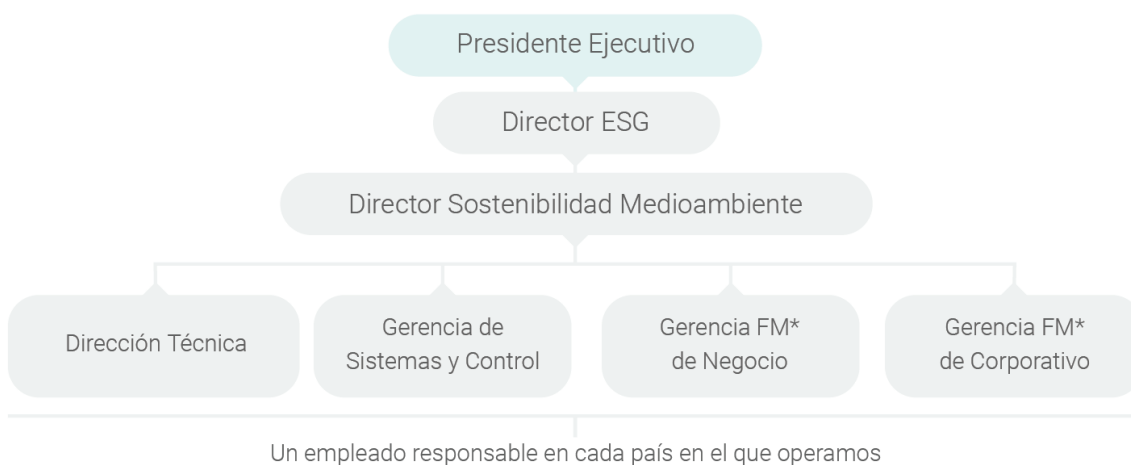 Presidente Ejecutivo
Director ESG
Director Sostenibilidad Medioambiente
Dirección Técnica
Gerencia de
Sistemas y Control
Gerencia FM*
de Negocio
Gerencia FM*
de Corporativo
Un empleado responsable en cada país en el que operamos